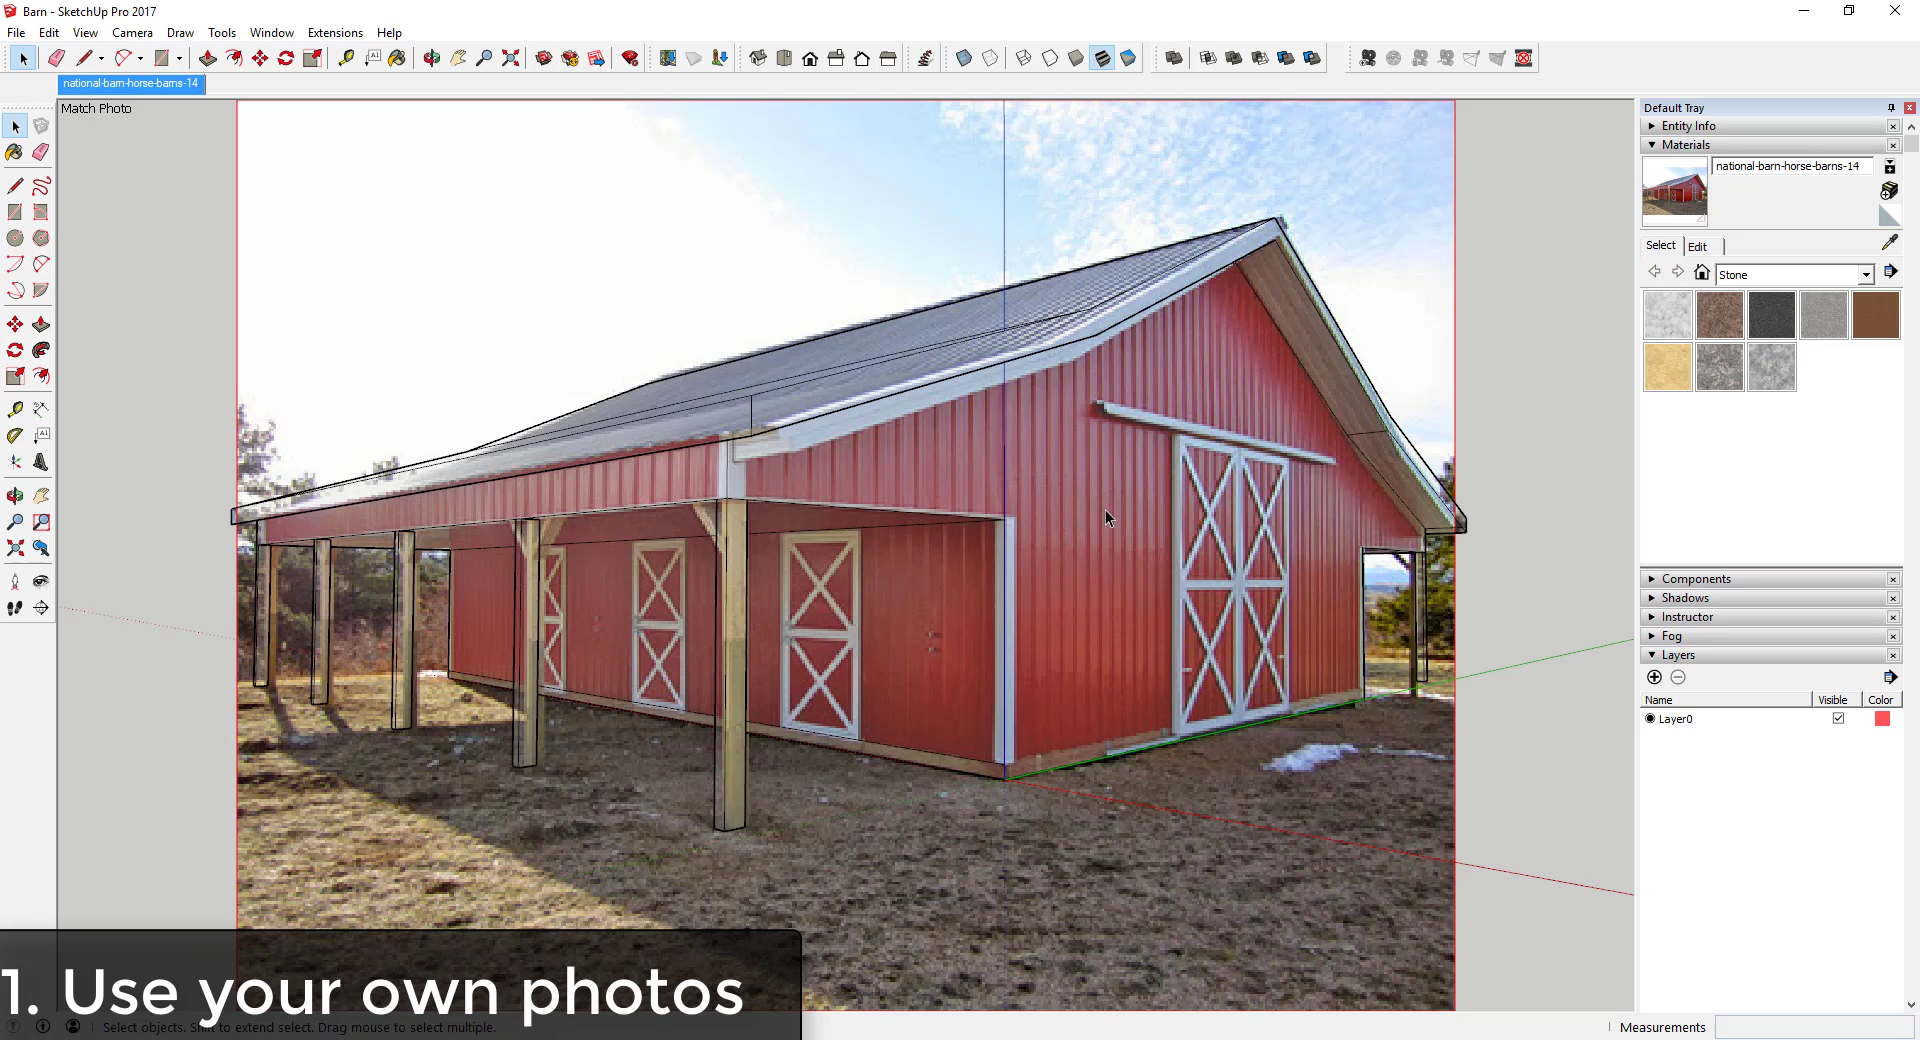 Barn - SketchUp Pro 2017
File Edit View Camera Draw Tools Window Extensions Help
national-barn-horse-barns-14
Match Photo
Default Tray
Entity Info
Materials
national-barn-horse-barns-14
Select Edit
Stone
Components
Shadows
Instructor
Fog
Layers
Name Visible Color
Layer0
1. Use your own photos
Select objects. Shift to extend select. Drag mouse to select multiple.
Measurements